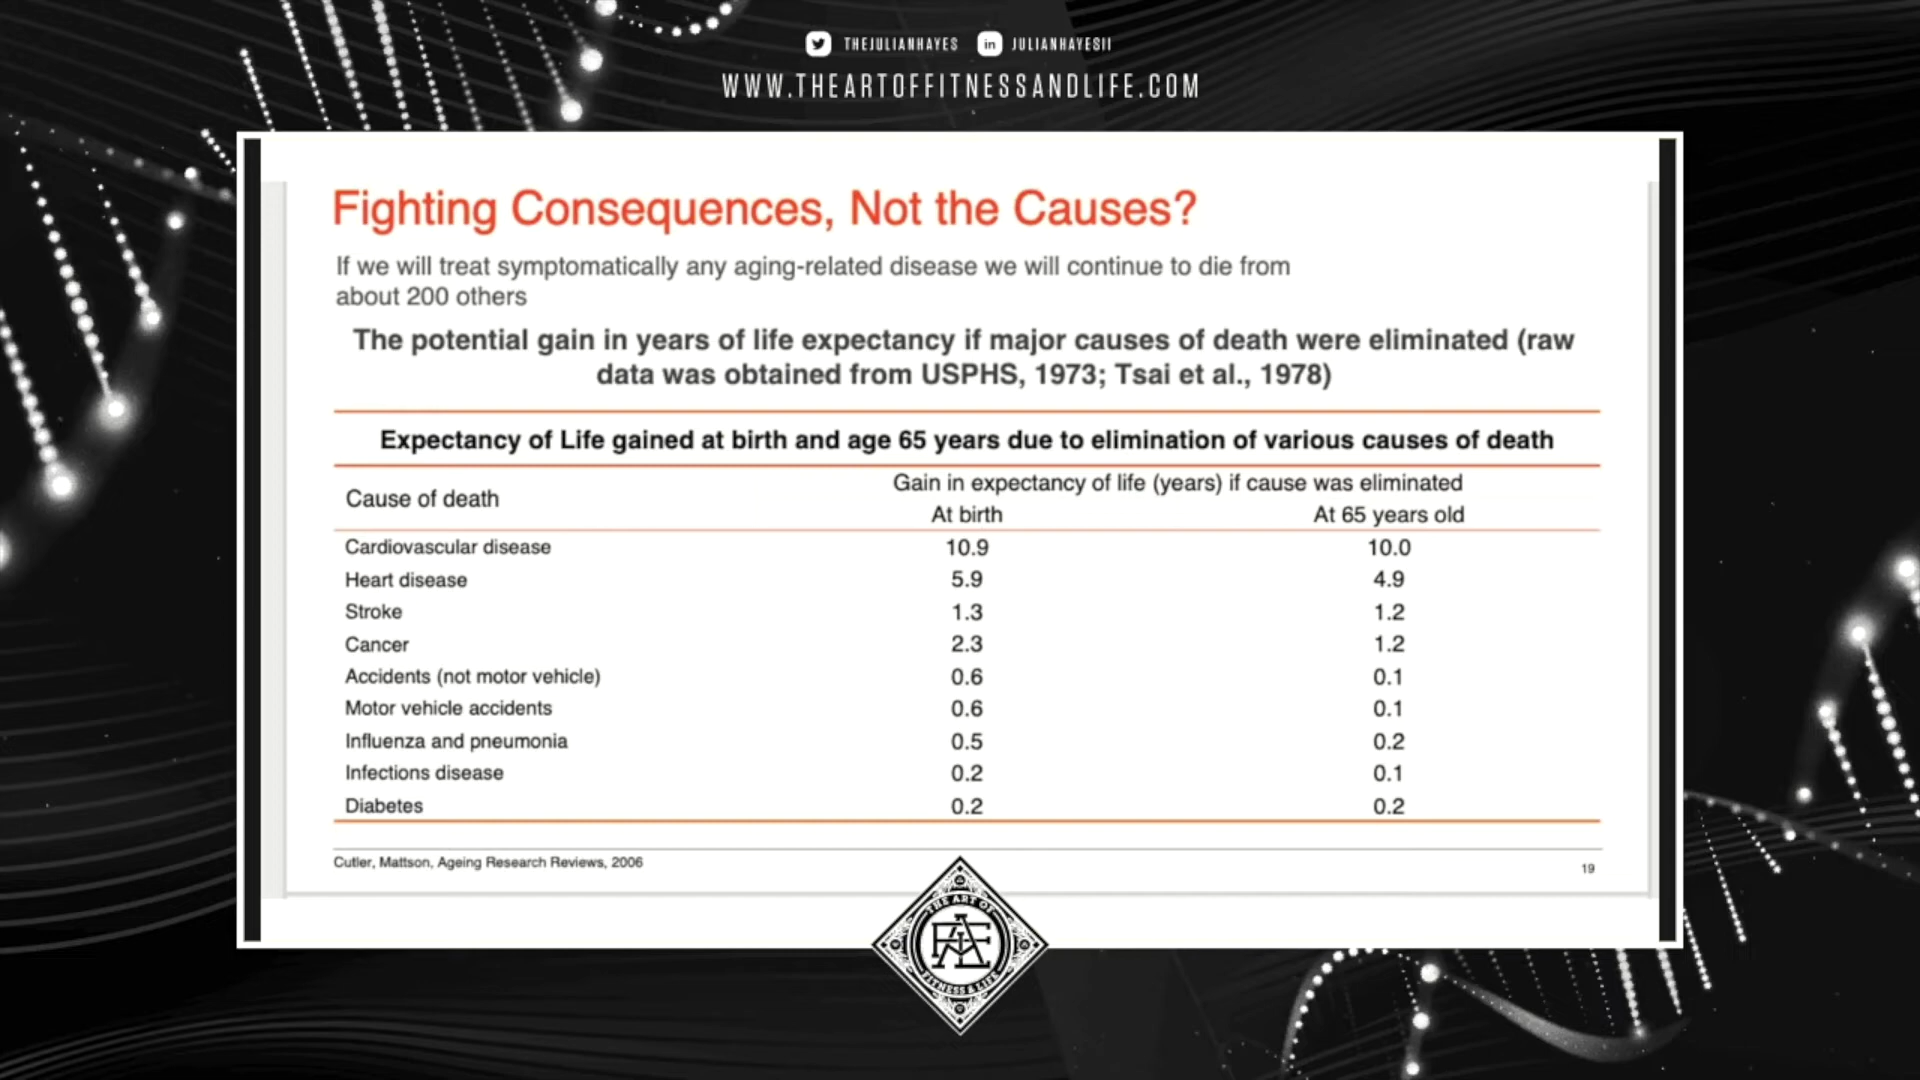 THEJULIANHAYES JULIANHAYESII
WWW.THEARTOFFITNESSANDLIFE.COM
Fighting Consequences, Not the Causes?
If we will treat symptomatically any aging-related disease we will continue to die from
about 200 others
The potential gain in years of life expectancy if major causes of death were eliminated (raw
data was obtained from USPHS, 1973; Tsai et al., 1978)
Expectancy of Life gained at birth and age 65 years due to elimination of various causes of death
Cause of death
Gain in expectancy of life (years) if cause was eliminated
At birth At 65 years old
Cardiovascular disease 10.9 10.0
Heart disease 5.9 4.9
Stroke 1.3 1.2
Cancer 2.3 1.2
Accidents (not motor vehicle) 0.6 0.1
Motor vehicle accidents 0.6 0.1
Influenza and pneumonia 0.5 0.2
Infections disease 0.2 0.1
Diabetes 0.2 0.2
Cutler, Mattson, Ageing Research Reviews, 2006
19
THE ART OF
FITNESS & LIFE